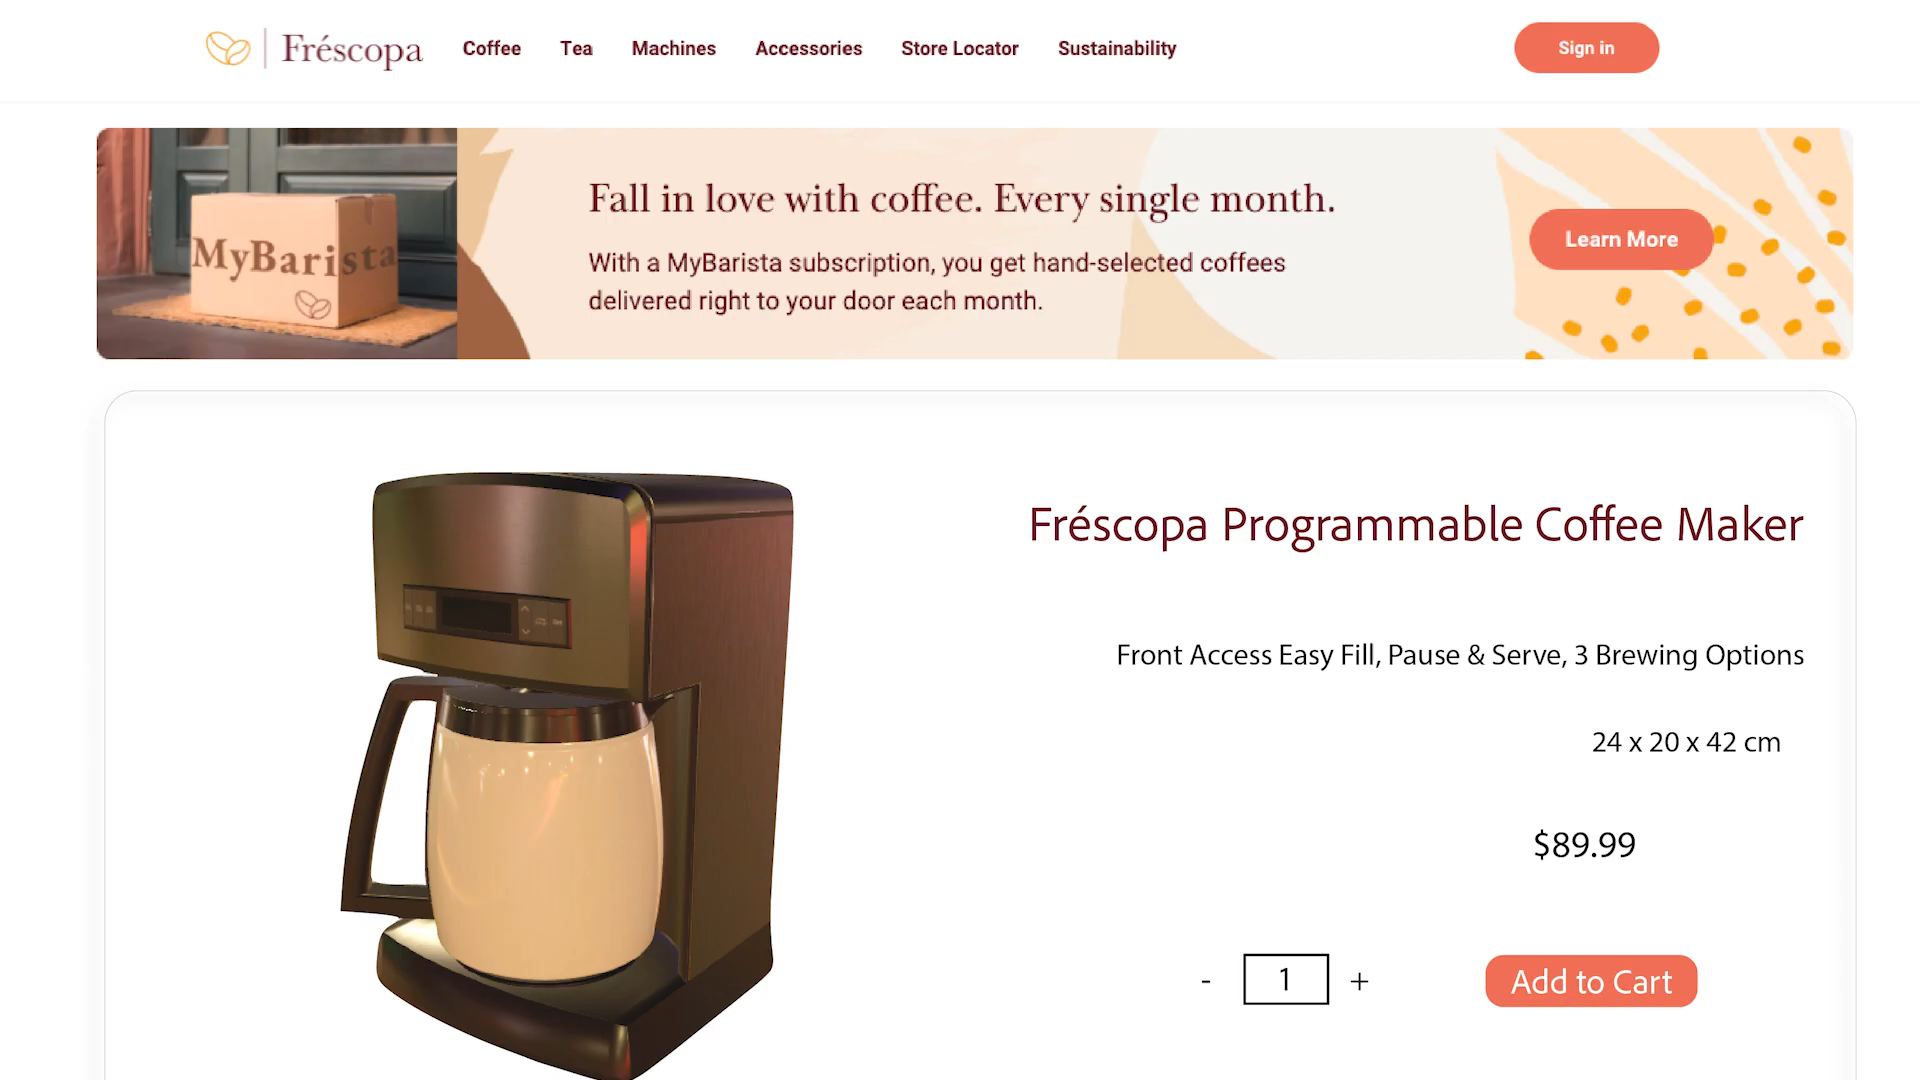 Fréscopa
Coffee
Tea
Machines
Accessories
Store Locator
Sustainability
Sign in
MyBarista
Fall in love with coffee. Every single month.
With a MyBarista subscription, you get hand-selected coffees
delivered right to your door each month.
Learn More
Fréscopa Programmable Coffee Maker
Front Access Easy Fill, Pause & Serve, 3 Brewing Options
24 x 20 x 42 cm
$89.99
- 1 +
Add to Cart